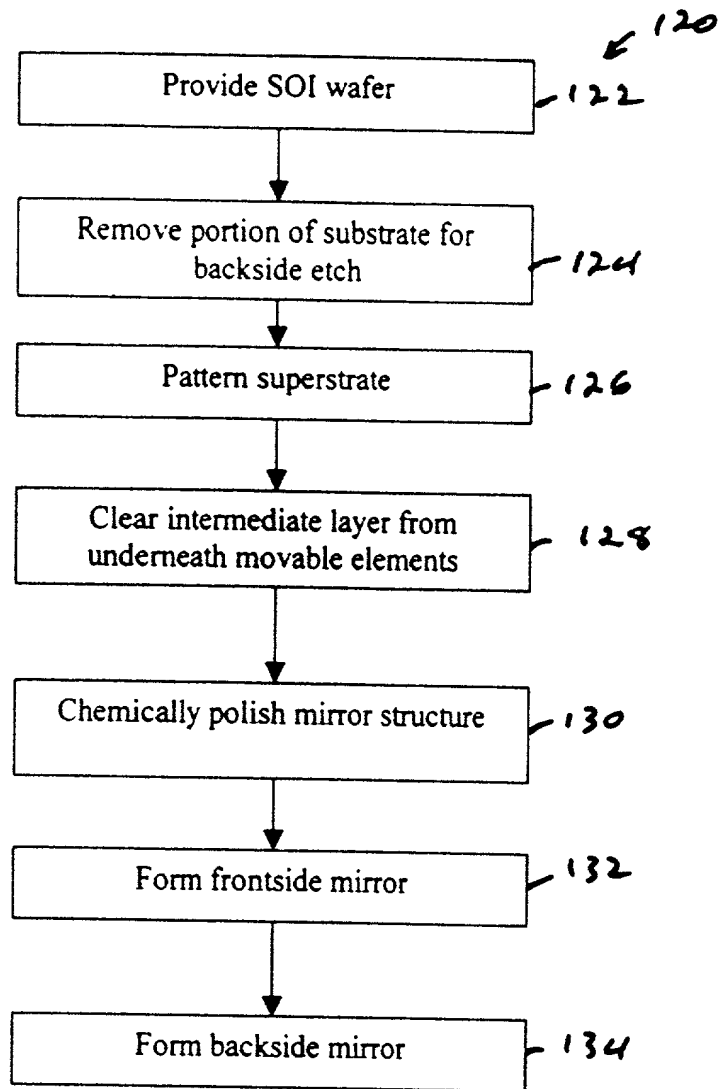 120
Provide SOI wafer
122
Remove portion of substrate for
backside etch
124
Pattern superstrate
126
Clear intermediate layer from
underneath movable elements
128
Chemically polish mirror structure
130
Form frontside mirror
132
Form backside mirror
134